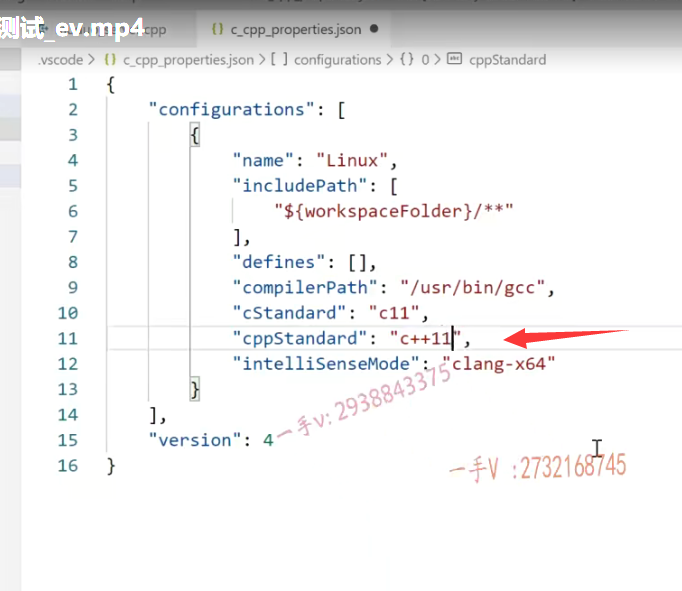 测试_ev.mp4
cpp
{} c_cpp_properties.json ●
.vscode > {} c_cpp_properties.json > [ ] configurations > {} 0 > cppStandard
1 {
2 "configurations": [
3 {
4 "name": "Linux",
5 "includePath": [
6 "${workspaceFolder}/**"
7 ],
8 "defines": [],
9 "compilerPath": "/usr/bin/gcc",
10 "cStandard": "c11",
11 "cppStandard": "c++11",
12 "intelliSenseMode": "clang-x64"
13 }
14 ],
15 "version": 4
16 }
一手v:2938843375
一手V :2732168745